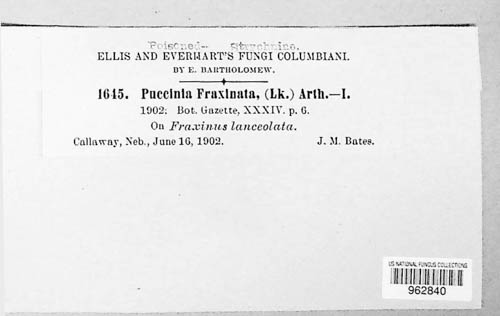 Poisoned- Strychnine.
ELLIS AND EVERHART'S FUNGI COLUMBIANI.
BY E. BARTHOLOMEW.
1645. Puccinia Fraxinata, (Lk.) Arth.—I.
1902; Bot. Gazette, XXXIV. p. 6.
On Fraxinus lanceolata.
Callaway, Neb., June 16, 1902. J. M. Bates.
US NATIONAL FUNGUS COLLECTIONS
962840